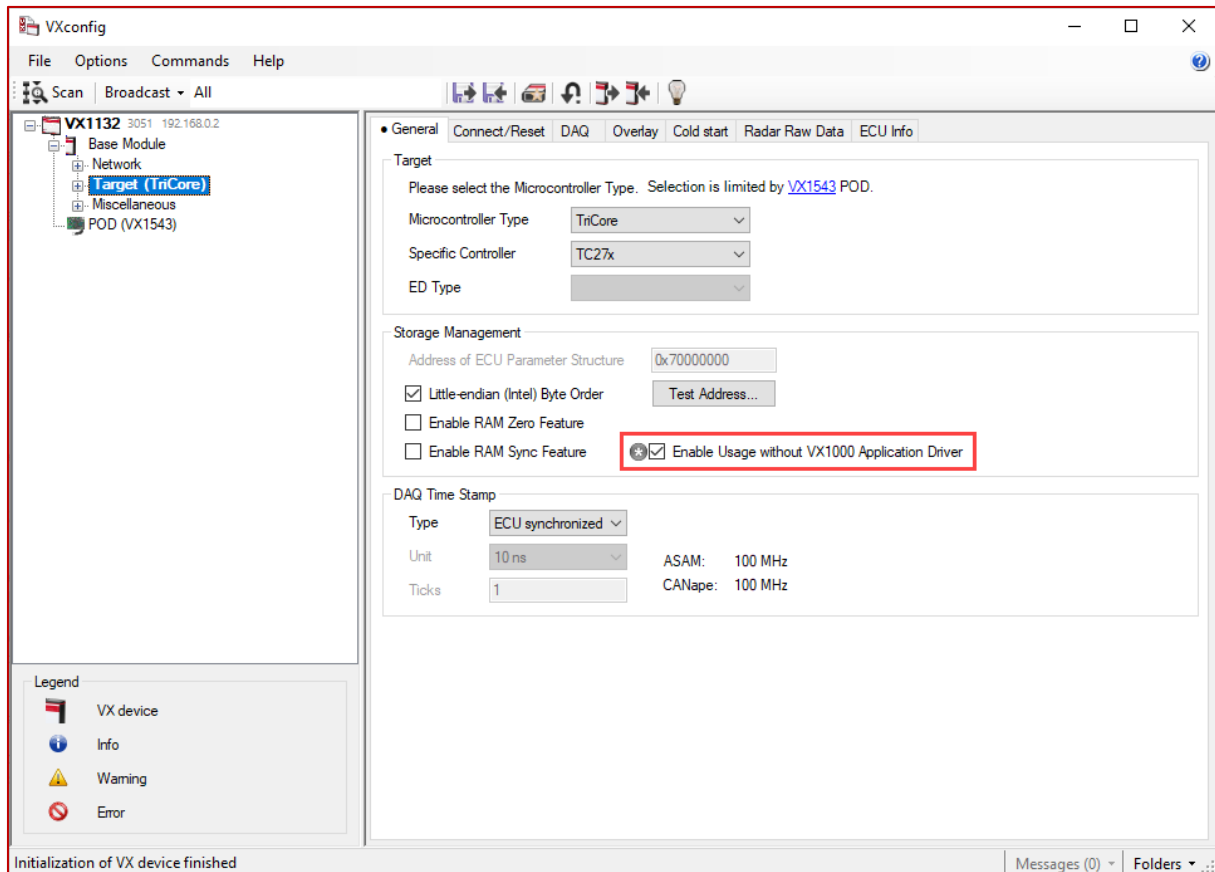 VXconfig
File Options Commands Help
Scan Broadcast All
VX1132 3051 192.168.0.2
Base Module
Network
Target (TriCore)
Miscellaneous
POD (VX1543)
Legend
VX device
Info
Warning
Error
General Connect/Reset DAQ Overlay Cold start Radar Raw Data ECU Info
Target
Please select the Microcontroller Type. Selection is limited by VX1543 POD.
Microcontroller Type TriCore
Specific Controller TC27x
ED Type
Storage Management
Address of ECU Parameter Structure 0x70000000
Little-endian (Intel) Byte Order Test Address...
Enable RAM Zero Feature
Enable RAM Sync Feature Enable Usage without VX1000 Application Driver
DAQ Time Stamp
Type ECU synchronized
Unit 10 ns ASAM: 100 MHz
Ticks 1 CANape: 100 MHz
Initialization of VX device finished Messages (0) Folders